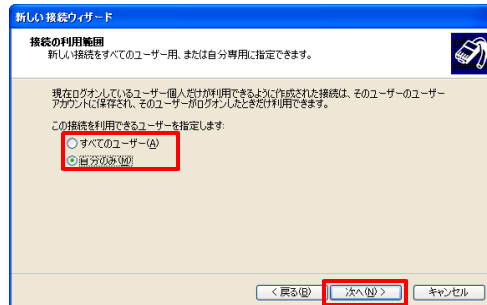 新しい接続ウィザード
接続の利用範囲
新しい接続をすべてのユーザー用、または自分専用に指定できます。
現在ログオンしているユーザー個人だけが利用できるように作成された接続は、そのユーザーのユーザー
アカウントに保存され、そのユーザーがログオンしたときだけ利用できます。
この接続を利用できるユーザーを指定します:
すべてのユーザー(A)
自分のみ(M)
< 戻る(B) 次へ(N) > キャンセル